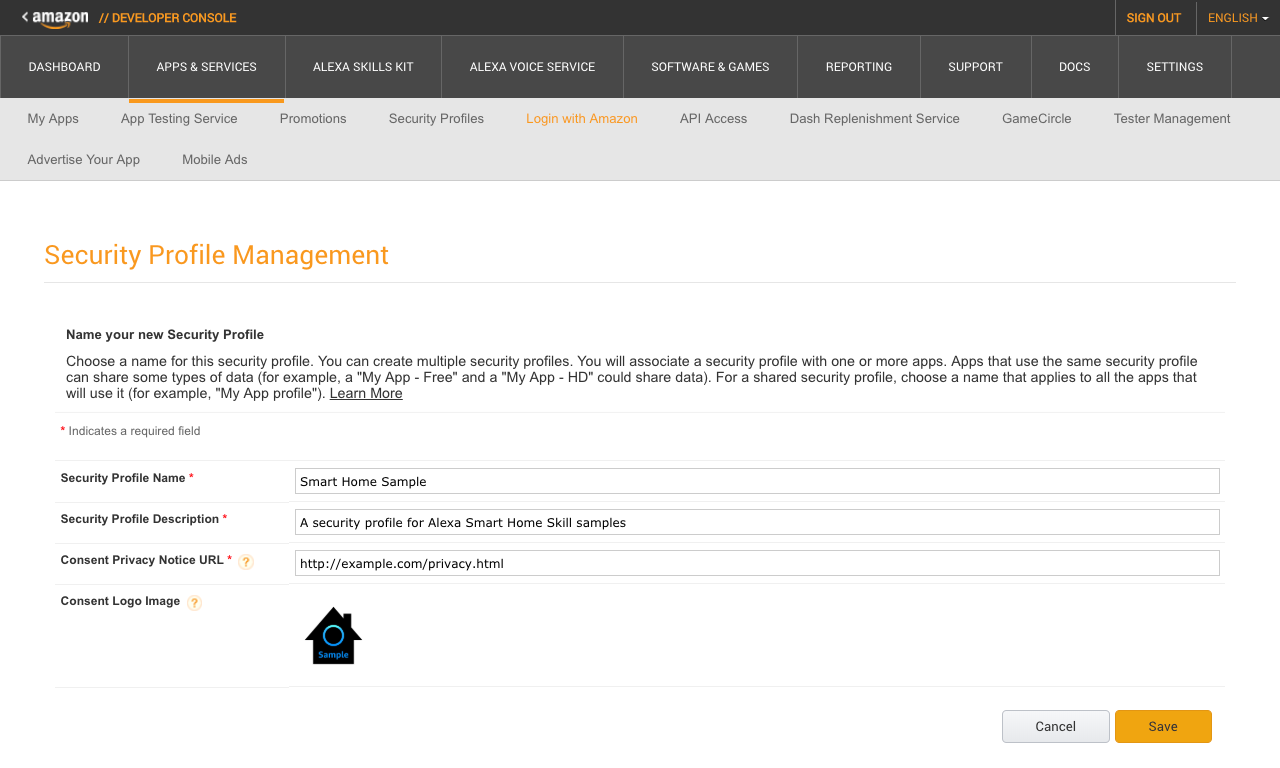 amazon // DEVELOPER CONSOLE SIGN OUT ENGLISH
DASHBOARD APPS & SERVICES ALEXA SKILLS KIT ALEXA VOICE SERVICE SOFTWARE & GAMES REPORTING SUPPORT DOCS SETTINGS
My Apps App Testing Service Promotions Security Profiles Login with Amazon API Access Dash Replenishment Service GameCircle Tester Management
Advertise Your App Mobile Ads
Security Profile Management
Name your new Security Profile
Choose a name for this security profile. You can create multiple security profiles. You will associate a security profile with one or more apps. Apps that use the same security profile
can share some types of data (for example, a "My App - Free" and a "My App - HD" could share data). For a shared security profile, choose a name that applies to all the apps that
will use it (for example, "My App profile"). Learn More
* Indicates a required field
Security Profile Name * Smart Home Sample
Security Profile Description * A security profile for Alexa Smart Home Skill samples
Consent Privacy Notice URL * ? http://example.com/privacy.html
Consent Logo Image ?
Sample
Cancel Save